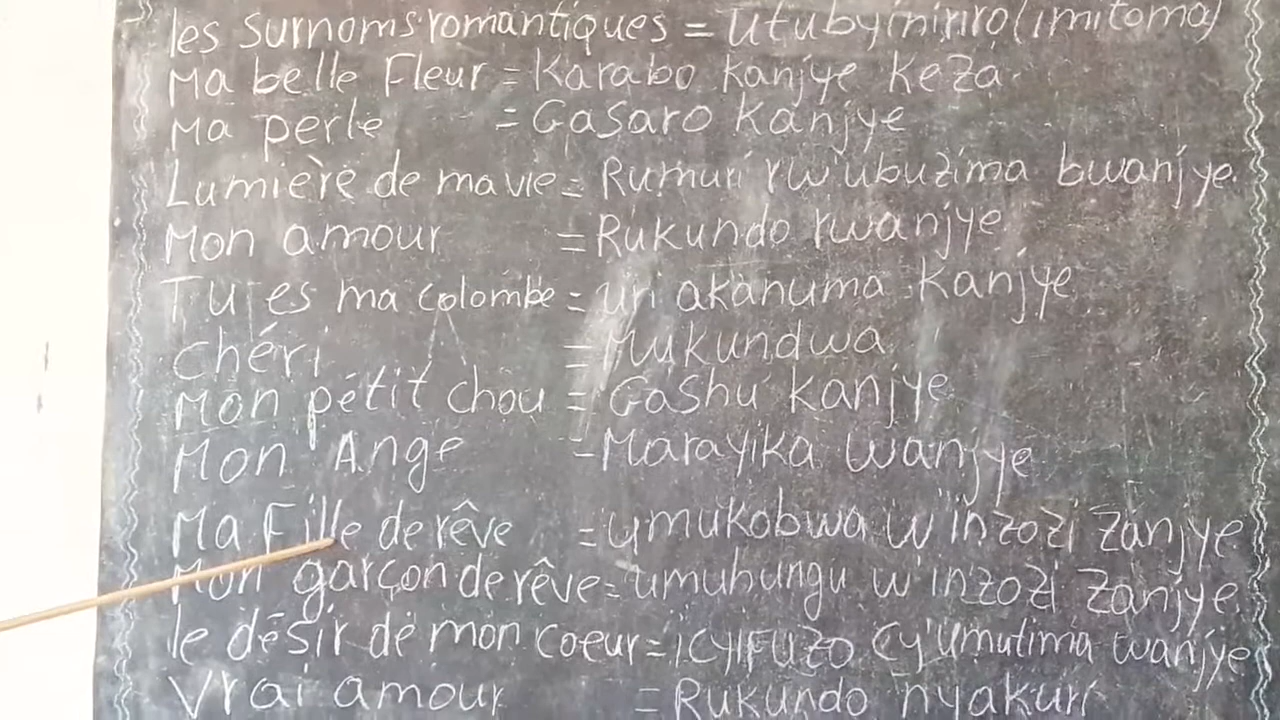 les surnoms romantiques = Utubyiniriro (imitoma)
Ma belle Fleur = Karabo kanjye keza
Ma perle = Gasaro kanjye
Lumière de ma vie = Rumuri rw'ubuzima bwanjye
Mon amour = Rukundo rwanjye
Tu es ma colombe = uri akanuma kanjye
chéri = Mukundwa
Mon pétit chou = Gashu kanjye
Mon Ange = Marayika wanjye
Ma Fille de rêve = umukobwa w'inzozi zanjye
Mon garçon de rêve = umuhungu w'inzozi zanjye
le désir de mon coeur = icyifuzo cy'umutima wanjye
Vrai amour = Rukundo nyakuri